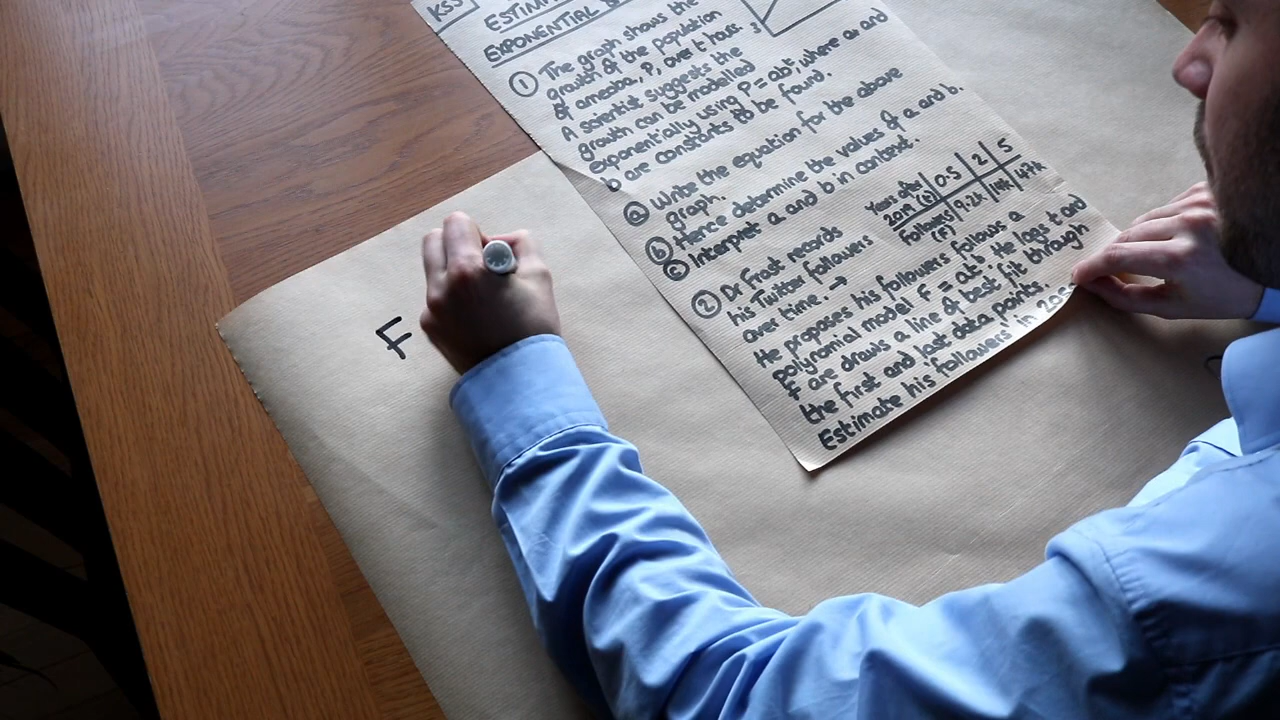 KS5
ESTIM
EXPONENTIAL
① The graph shows the
growth of the population
of amoeba, P, over t hours.
A scientist suggests the
growth can be modelled
exponentially using P = abᵗ, where a and
b are constants to be found.
ⓐ Write the equation for the above
graph.
ⓑ Hence determine the values of a and b.
ⓒ Interpret a and b in context.
② Dr Frost records
his Twitter followers
over time. →
Years after
2019 (t) 0.5 2 5
Followers
(F) 9.2k 14k 47k
He proposes his followers follows a
polynomial model F = at^b. He logs t and
F and draws a line of best fit through
the first and last data points.
Estimate his followers in
F